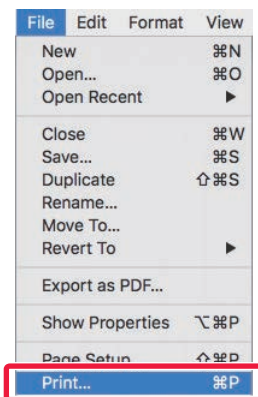 File Edit Format View
New ⌘N
Open... ⌘O
Open Recent ▶
Close ⌘W
Save... ⌘S
Duplicate ⇧⌘S
Rename...
Move To...
Revert To ▶
Export as PDF...
Show Properties ⌥⌘P
Page Setup ⇧⌘P
Print... ⌘P